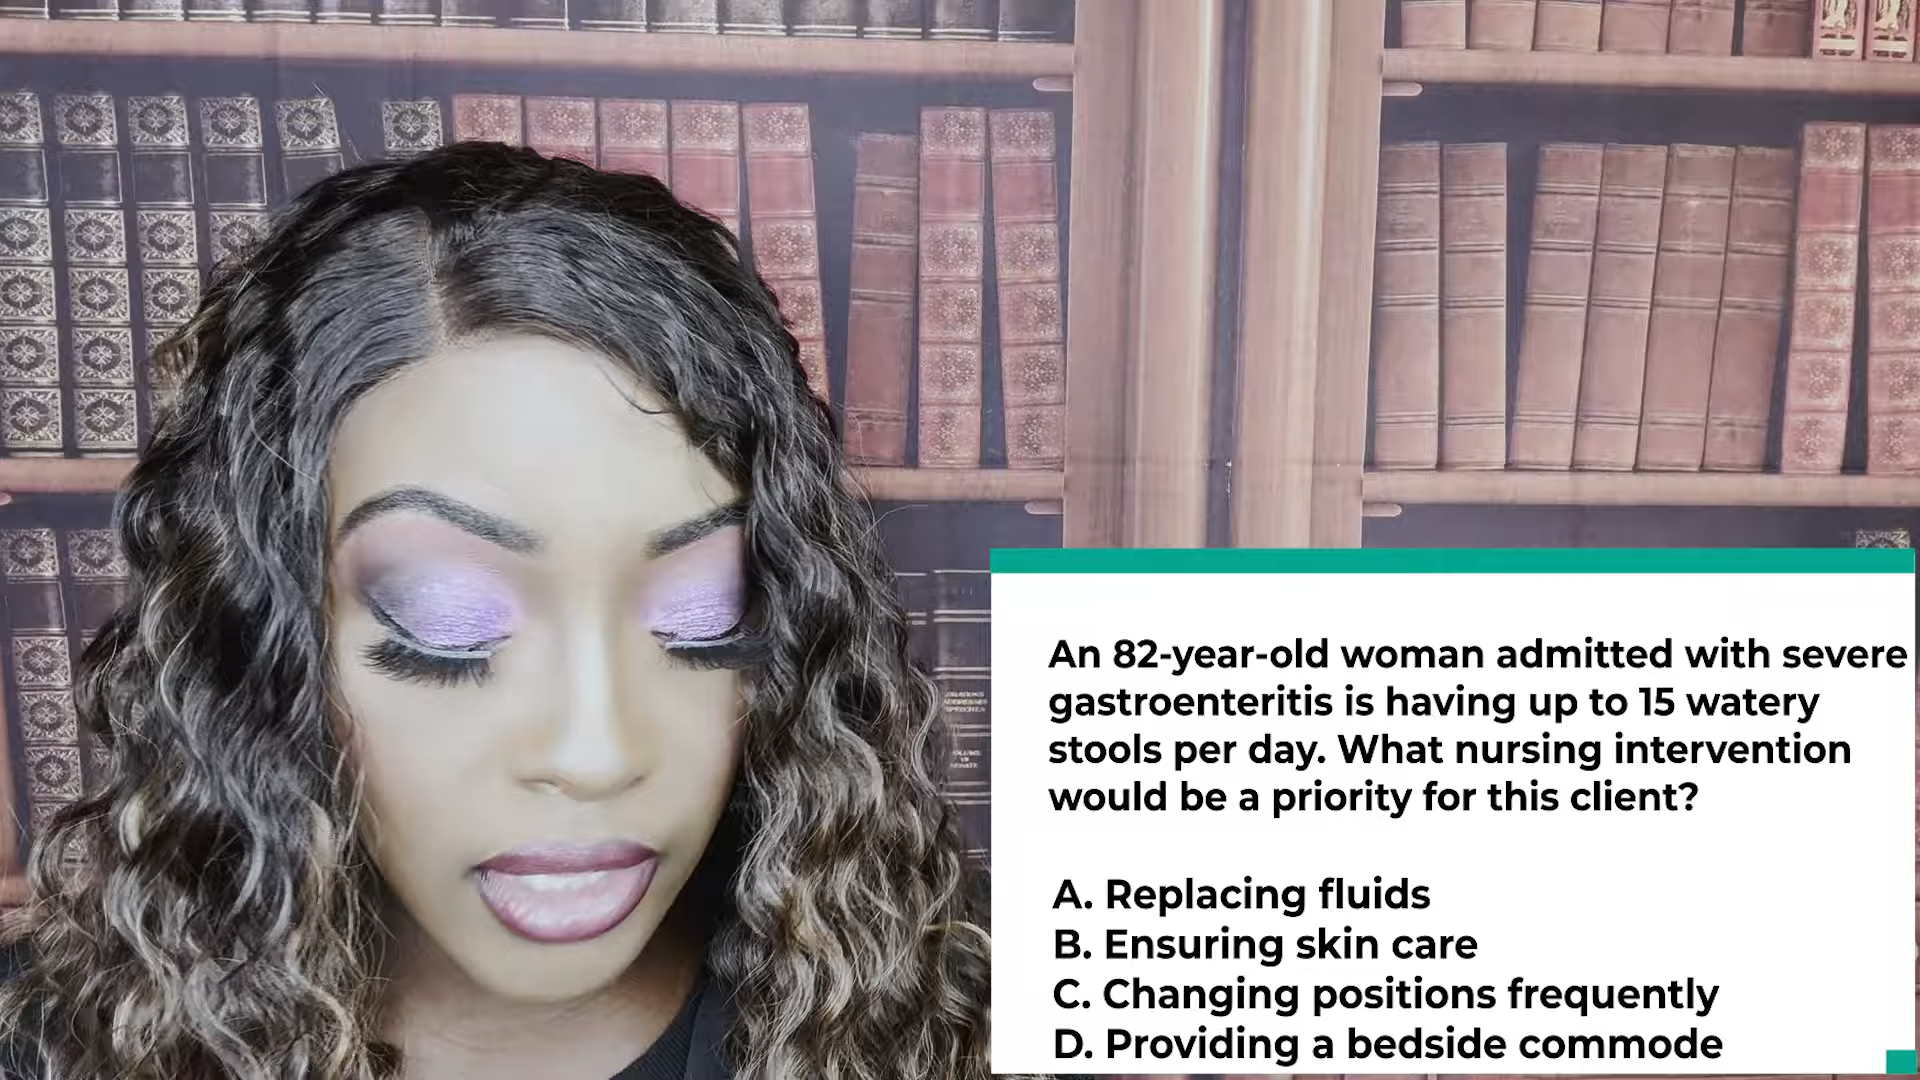 An 82-year-old woman admitted with severe
gastroenteritis is having up to 15 watery
stools per day. What nursing intervention
would be a priority for this client?
A. Replacing fluids
B. Ensuring skin care
C. Changing positions frequently
D. Providing a bedside commode